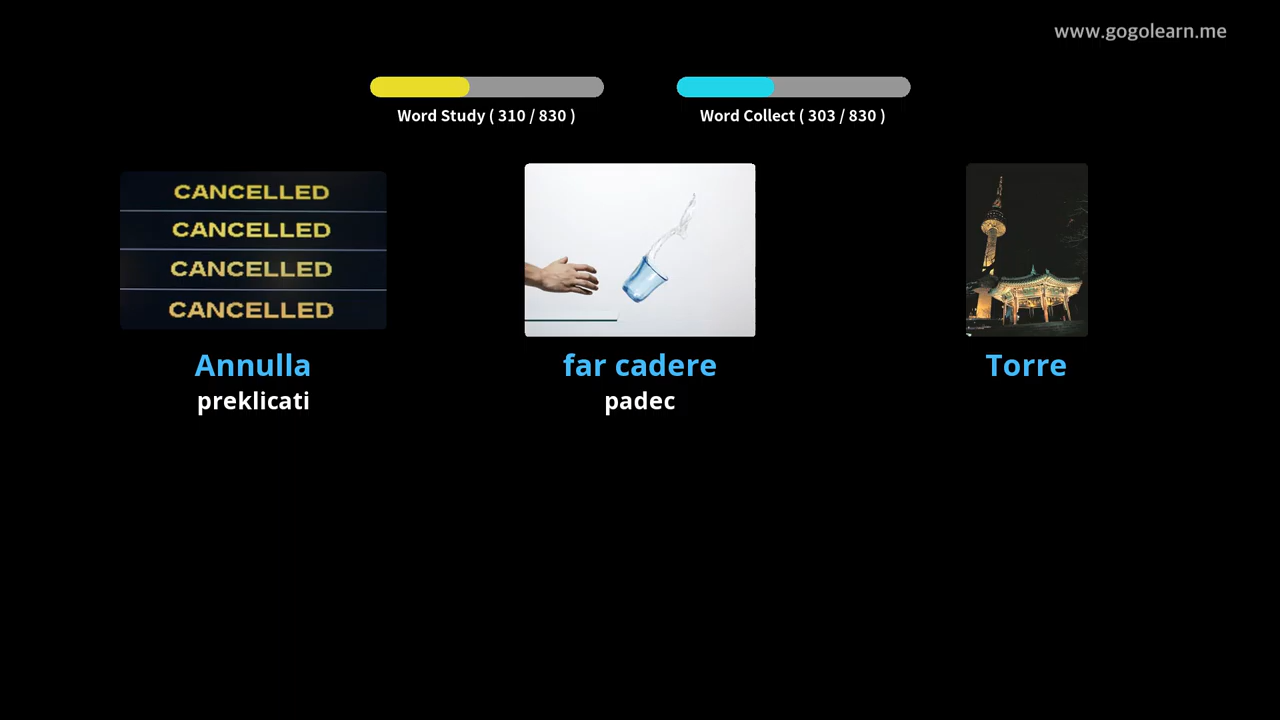 www.gogolearn.me
Word Study ( 310 / 830 )
Word Collect ( 303 / 830 )
CANCELLED
CANCELLED
CANCELLED
CANCELLED
Annulla
preklicati
far cadere
padec
Torre